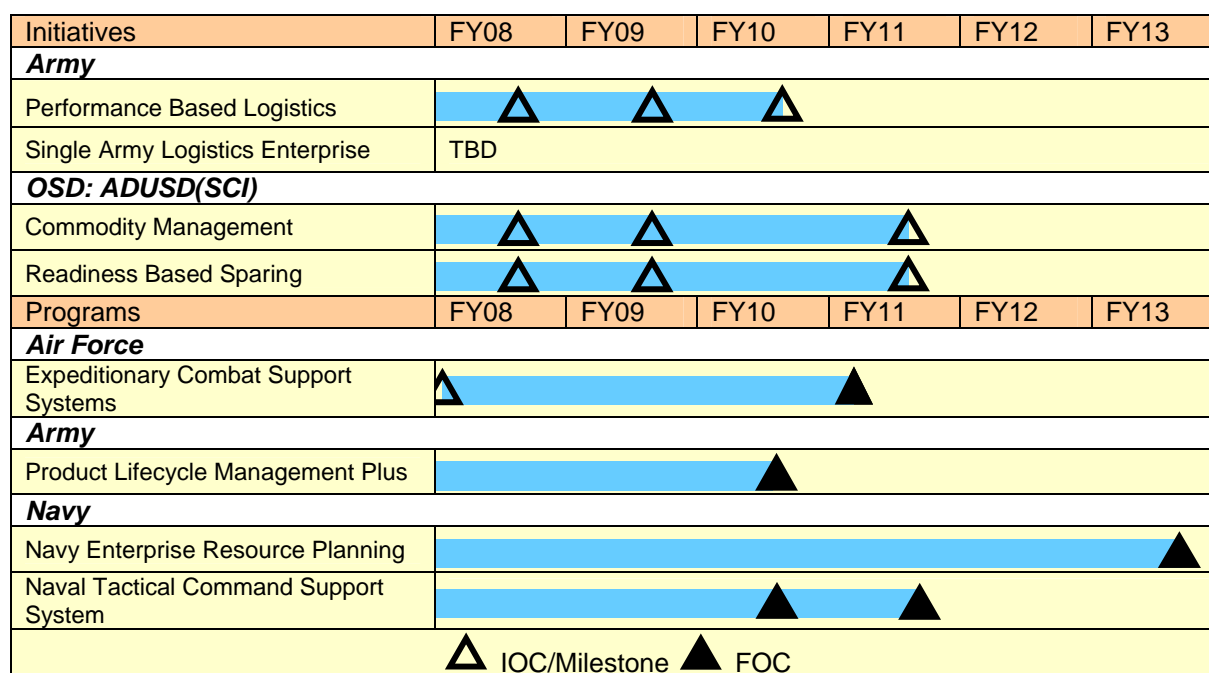 Initiatives FY08 FY09 FY10 FY11 FY12 FY13
Army
Performance Based Logistics
Single Army Logistics Enterprise TBD
OSD: ADUSD(SCI)
Commodity Management
Readiness Based Sparing
Programs FY08 FY09 FY10 FY11 FY12 FY13
Air Force
Expeditionary Combat Support
Systems
Army
Product Lifecycle Management Plus
Navy
Navy Enterprise Resource Planning
Naval Tactical Command Support
System
IOC/Milestone FOC